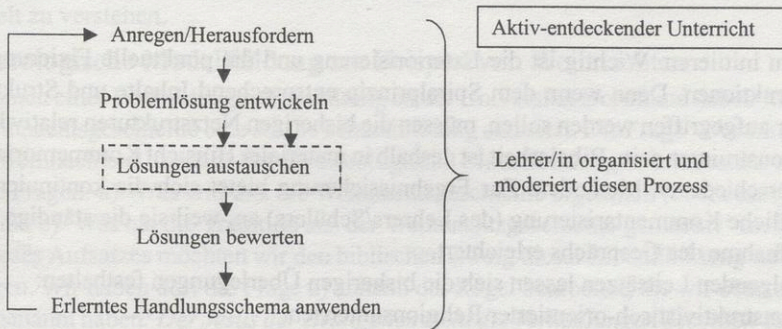 Anregen/Herausfordern
Problemlösung entwickeln
Lösungen austauschen
Lösungen bewerten
Erlerntes Handlungsschema anwenden
Aktiv-entdeckender Unterricht
Lehrer/in organisiert und
moderiert diesen Prozess